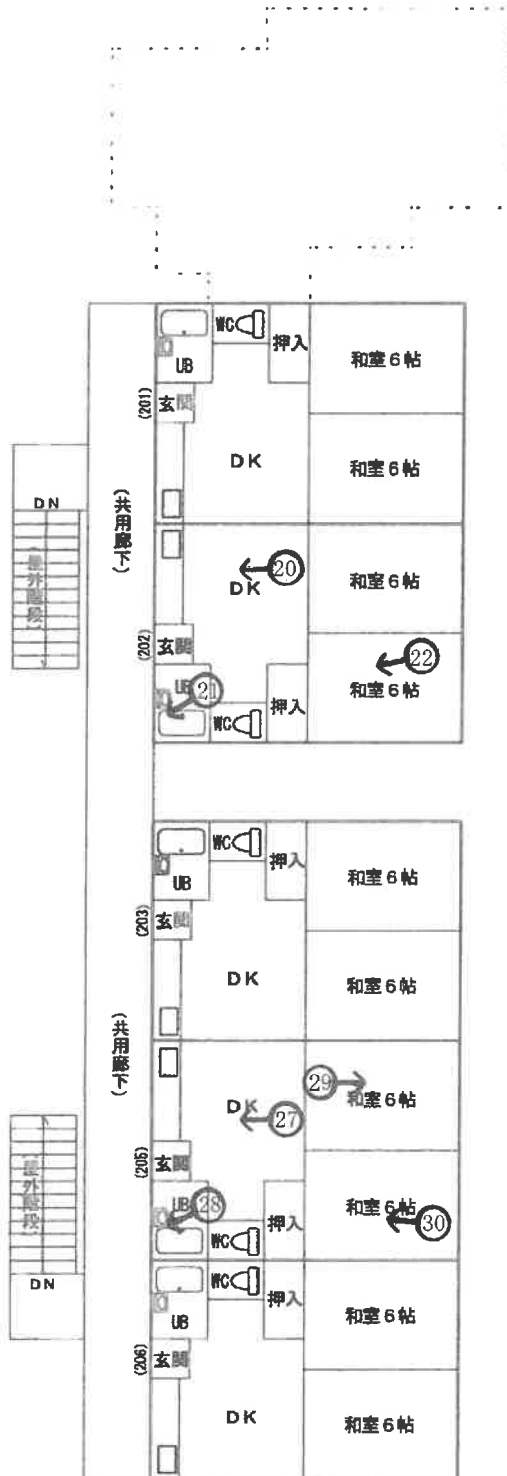 WC
押入
UB
和室6帖
(201)
玄関
DK
和室6帖
DN
(屋外階段)
(共用廊下)
20
DK
和室6帖
(202)
玄関
22
和室6帖
UB
21
WC
押入
WC
押入
UB
和室6帖
(203)
玄関
DK
和室6帖
(共用廊下)
29
和室6帖
DK
27
(205)
玄関
(屋外階段)
UB
28
和室6帖
30
WC
押入
DN
WC
押入
UB
和室6帖
(206)
玄関
DK
和室6帖